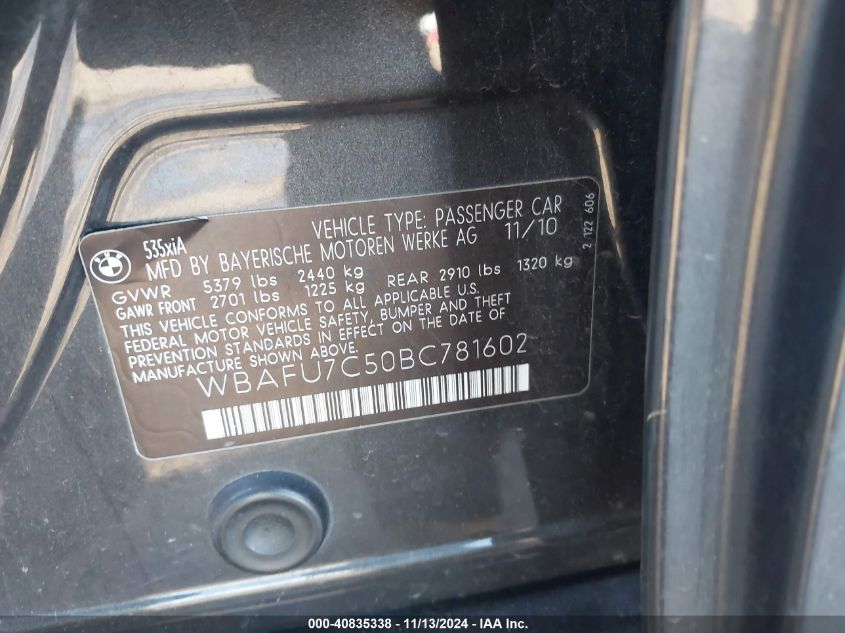 BMW
535xiA
VEHICLE TYPE: PASSENGER CAR
MFD BY BAYERISCHE MOTOREN WERKE AG 11/10
GVWR 5379 lbs 2440 kg
GAWR FRONT 2701 lbs 1225 kg REAR 2910 lbs 1320 kg
THIS VEHICLE CONFORMS TO ALL APPLICABLE U.S.
FEDERAL MOTOR VEHICLE SAFETY, BUMPER AND THEFT
PREVENTION STANDARDS IN EFFECT ON THE DATE OF
MANUFACTURE SHOWN ABOVE.
WBAFU7C50BC781602
2 122 606
000-40835338 - 11/13/2024 - IAA Inc.